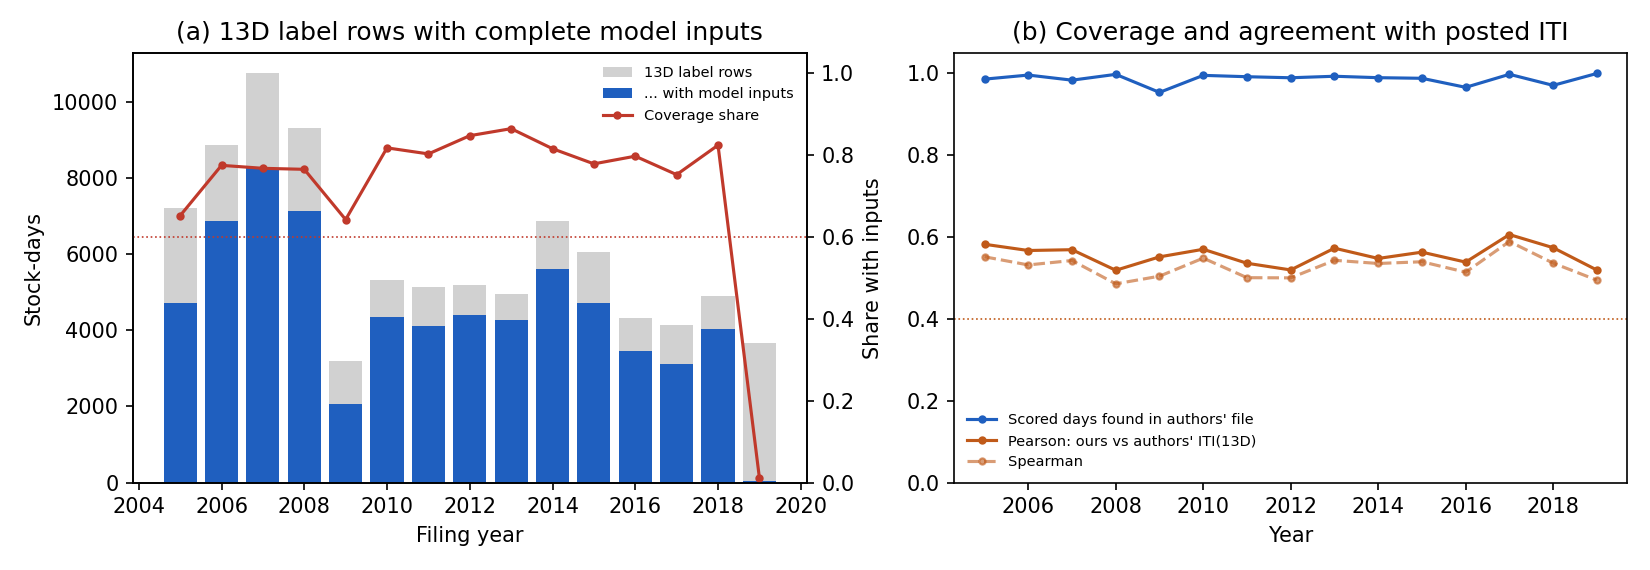 (a) 13D label rows with complete model inputs
13D label rows
... with model inputs
Coverage share
Stock-days
10000
8000
6000
4000
2000
0
1.0
0.8
0.6
0.4
0.2
0.0
Share with inputs
2004 2006 2008 2010 2012 2014 2016 2018 2020
Filing year
(b) Coverage and agreement with posted ITI
1.0
0.8
0.6
0.4
0.2
0.0
Scored days found in authors' file
Pearson: ours vs authors' ITI(13D)
Spearman
2006 2008 2010 2012 2014 2016 2018
Year